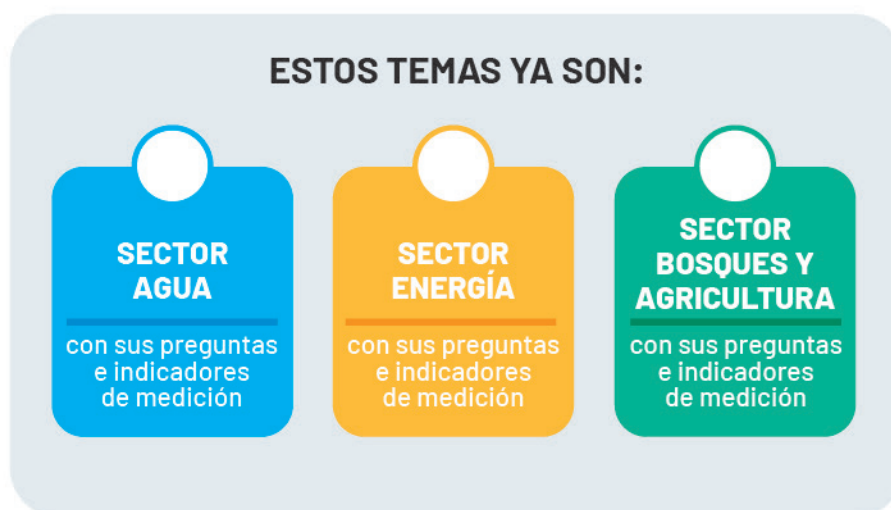 ESTOS TEMAS YA SON:
SECTOR
AGUA
con sus preguntas
e indicadores
de medición
SECTOR
ENERGÍA
con sus preguntas
e indicadores
de medición
SECTOR
BOSQUES Y
AGRICULTURA
con sus preguntas
e indicadores
de medición